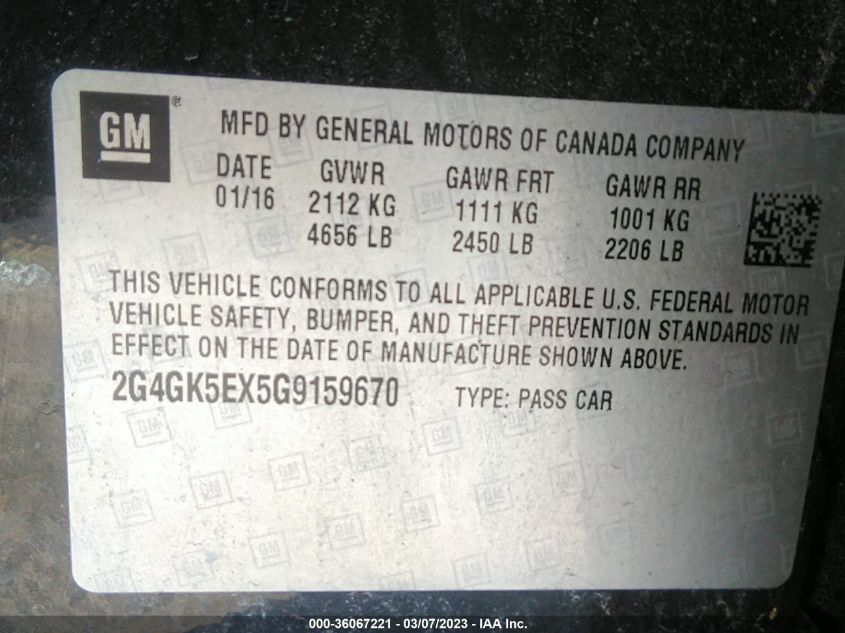 GM®
MFD BY GENERAL MOTORS OF CANADA COMPANY
DATE GVWR GAWR FRT GAWR RR
01/16 2112 KG 1111 KG 1001 KG
4656 LB 2450 LB 2206 LB
THIS VEHICLE CONFORMS TO ALL APPLICABLE U.S. FEDERAL MOTOR
VEHICLE SAFETY, BUMPER, AND THEFT PREVENTION STANDARDS IN
EFFECT ON THE DATE OF MANUFACTURE SHOWN ABOVE.
2G4GK5EX5G9159670 TYPE: PASS CAR
000-36067221 - 03/07/2023 - IAA Inc.